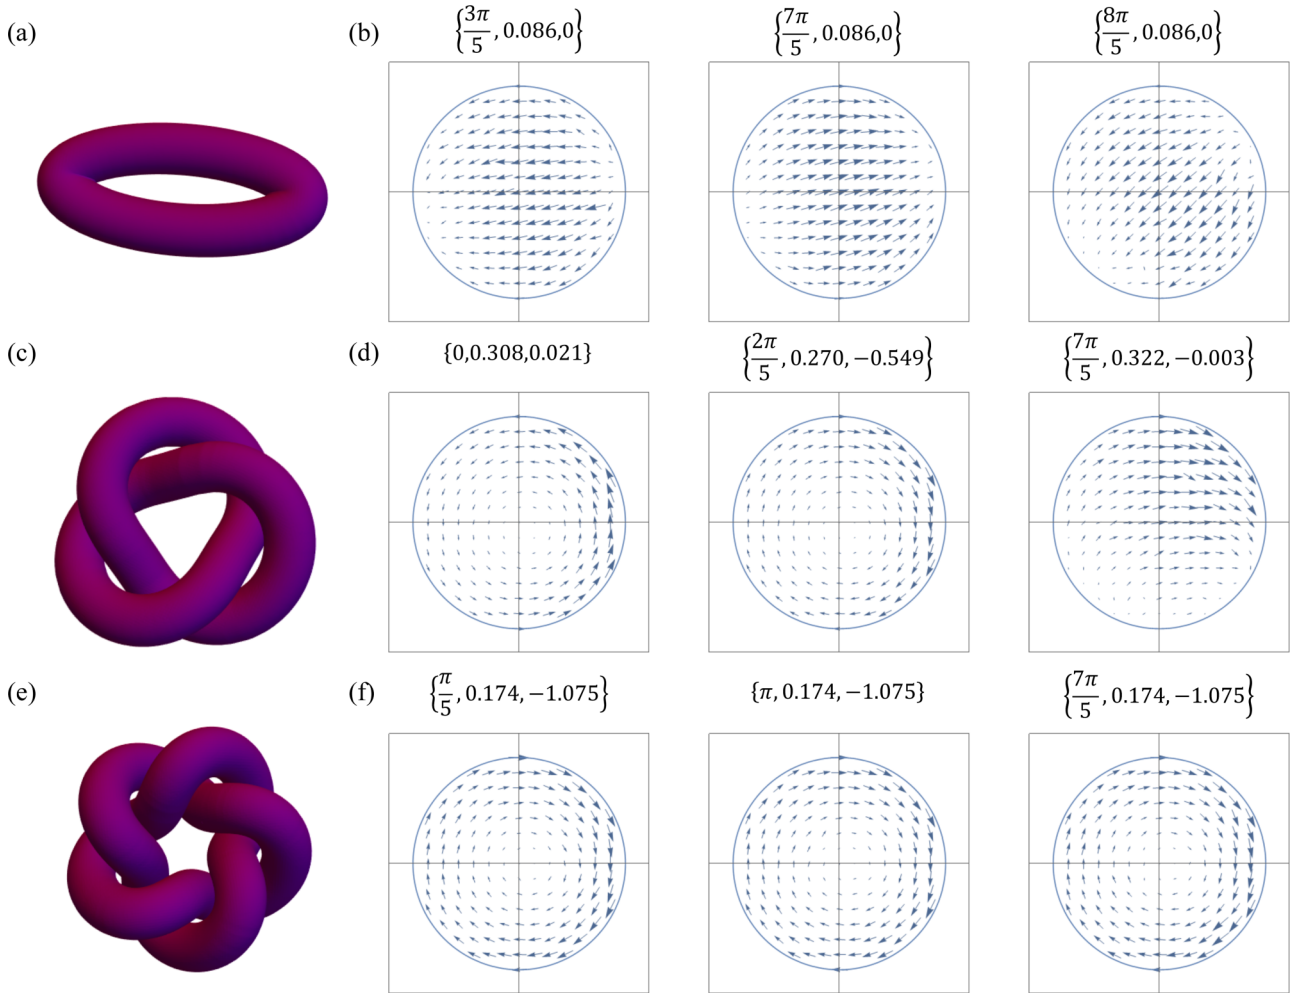 (a) (b) {3π/5, 0.086,0} {7π/5, 0.086,0} {8π/5, 0.086,0}
(c) (d) {0,0.308,0.021} {2π/5, 0.270, −0.549} {7π/5, 0.322, −0.003}
(e) (f) {π/5, 0.174, −1.075} {π, 0.174, −1.075} {7π/5, 0.174, −1.075}